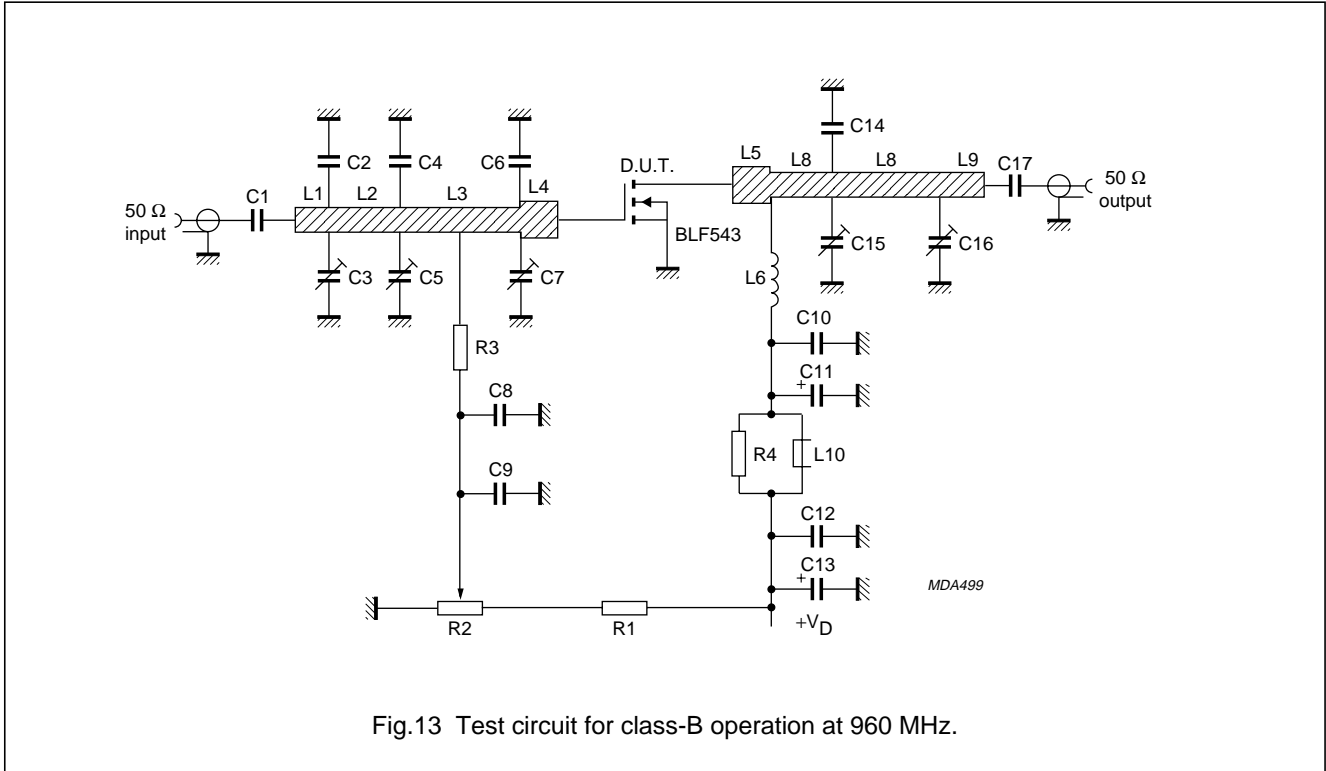 C14
D.U.T.
L5
L8
L8
L9
C17
50 Ω
output
C2
C4
C6
L4
50 Ω
input
C1
L1
L2
L3
BLF543
C3
C5
C7
C15
C16
L6
R3
C10
+
C11
C8
R4
L10
C9
C12
+
C13
MDA499
R2
R1
+VD
Fig.13 Test circuit for class-B operation at 960 MHz.